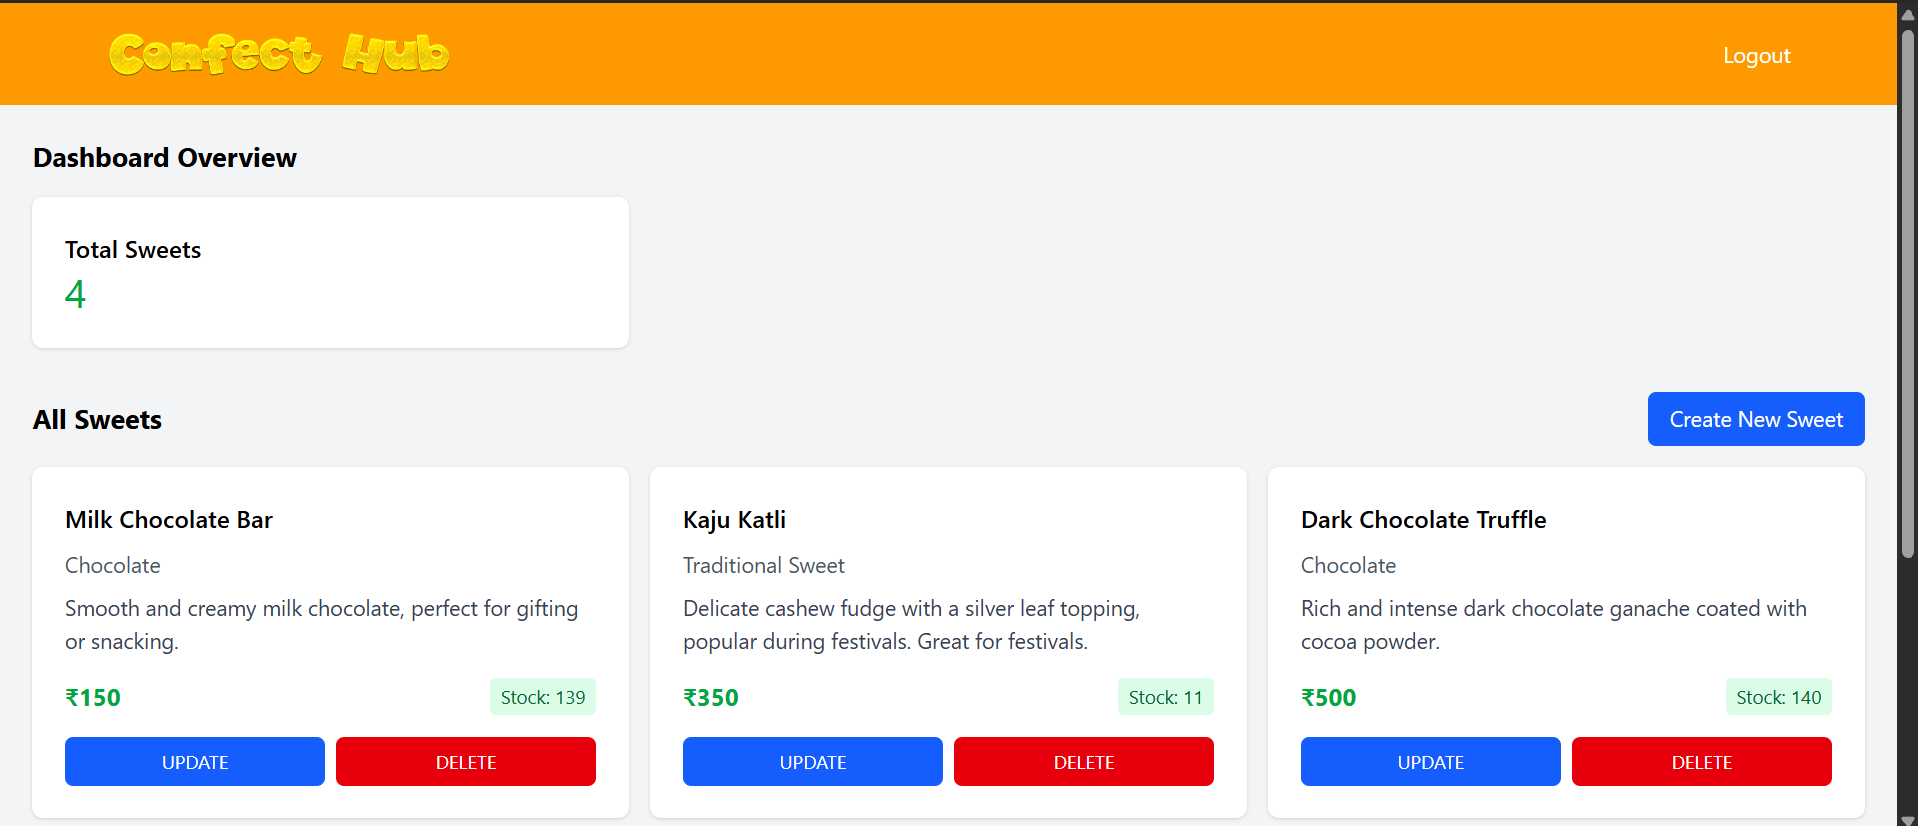 Confect Hub
Logout
Dashboard Overview
Total Sweets
4
All Sweets
Create New Sweet
Milk Chocolate Bar
Chocolate
Smooth and creamy milk chocolate, perfect for gifting
or snacking.
₹150
Stock: 139
UPDATE
DELETE
Kaju Katli
Traditional Sweet
Delicate cashew fudge with a silver leaf topping,
popular during festivals. Great for festivals.
₹350
Stock: 11
UPDATE
DELETE
Dark Chocolate Truffle
Chocolate
Rich and intense dark chocolate ganache coated with
cocoa powder.
₹500
Stock: 140
UPDATE
DELETE